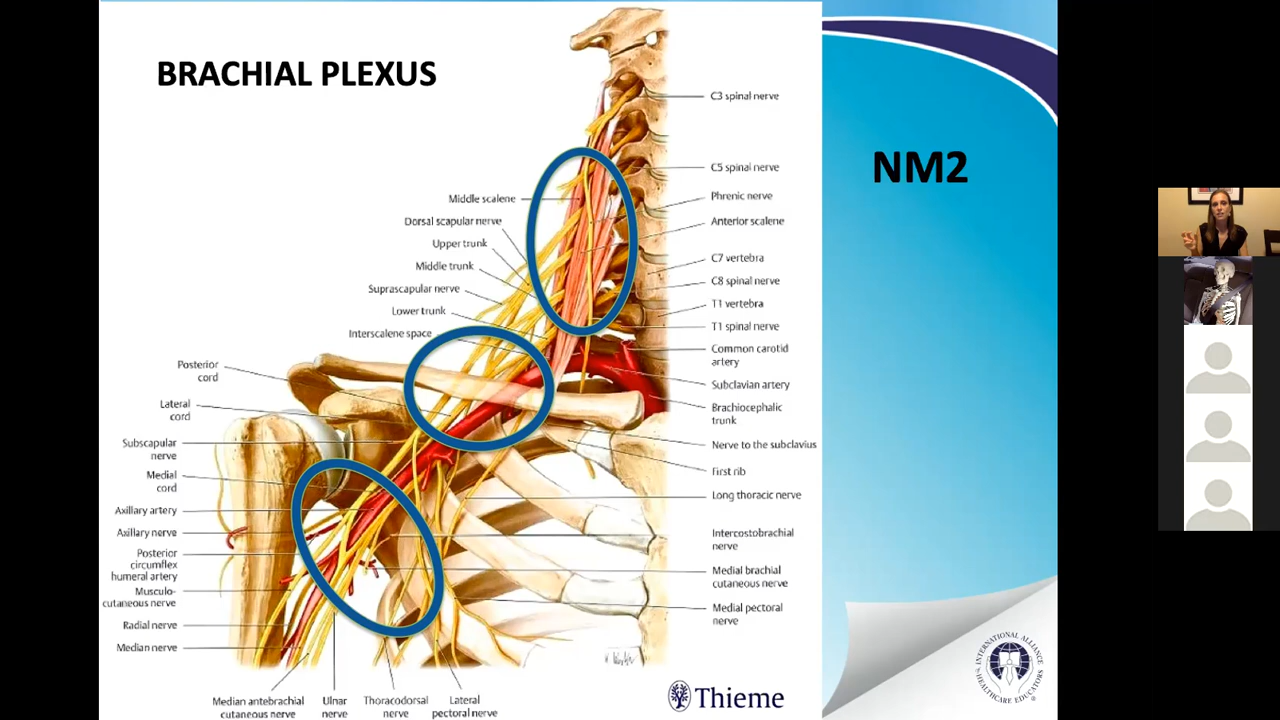 BRACHIAL PLEXUS
NM2
C3 spinal nerve
C5 spinal nerve
Phrenic nerve
Anterior scalene
C7 vertebra
C8 spinal nerve
T1 vertebra
T1 spinal nerve
Common carotid
artery
Subclavian artery
Brachiocephalic
trunk
Nerve to the subclavius
First rib
Long thoracic nerve
Intercostobrachial
nerve
Medial brachial
cutaneous nerve
Medial pectoral
nerve
Middle scalene
Dorsal scapular nerve
Upper trunk
Middle trunk
Suprascapular nerve
Lower trunk
Interscalene space
Posterior
cord
Lateral
cord
Subscapular
nerve
Medial
cord
Axillary artery
Axillary nerve
Posterior
circumflex
humeral artery
Musculo-
cutaneous nerve
Radial nerve
Median nerve
Median antebrachial
cutaneous nerve
Ulnar
nerve
Thoracodorsal
nerve
Lateral
pectoral nerve
Thieme
INTERNATIONAL ALLIANCE
HEALTHCARE EDUCATORS